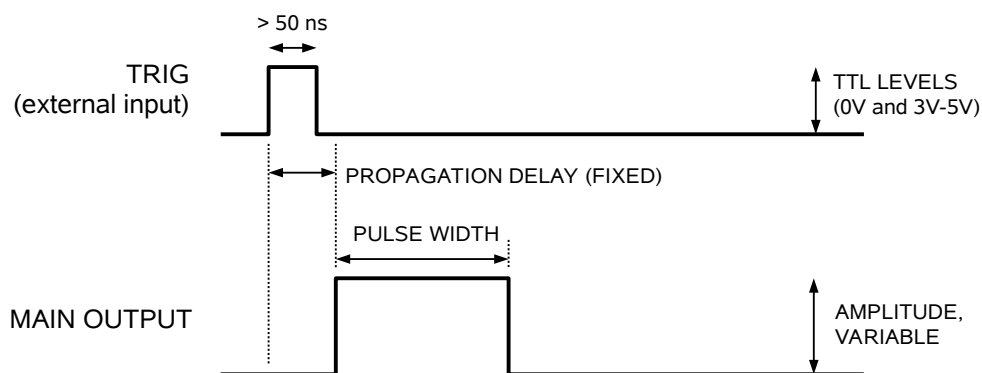 > 50 ns
TRIG
(external input)
TTL LEVELS
(0V and 3V-5V)
PROPAGATION DELAY (FIXED)
PULSE WIDTH
MAIN OUTPUT
AMPLITUDE,
VARIABLE